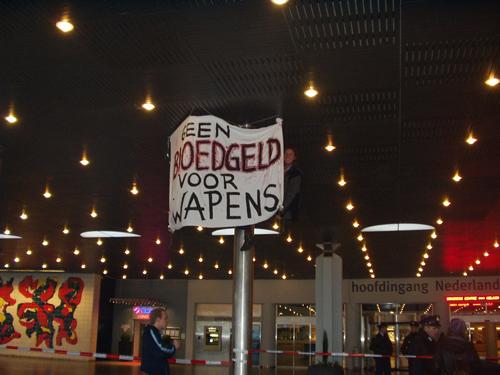 GEEN
BLOEDGELD
VOOR
WAPENS
hoofdingang Nederland